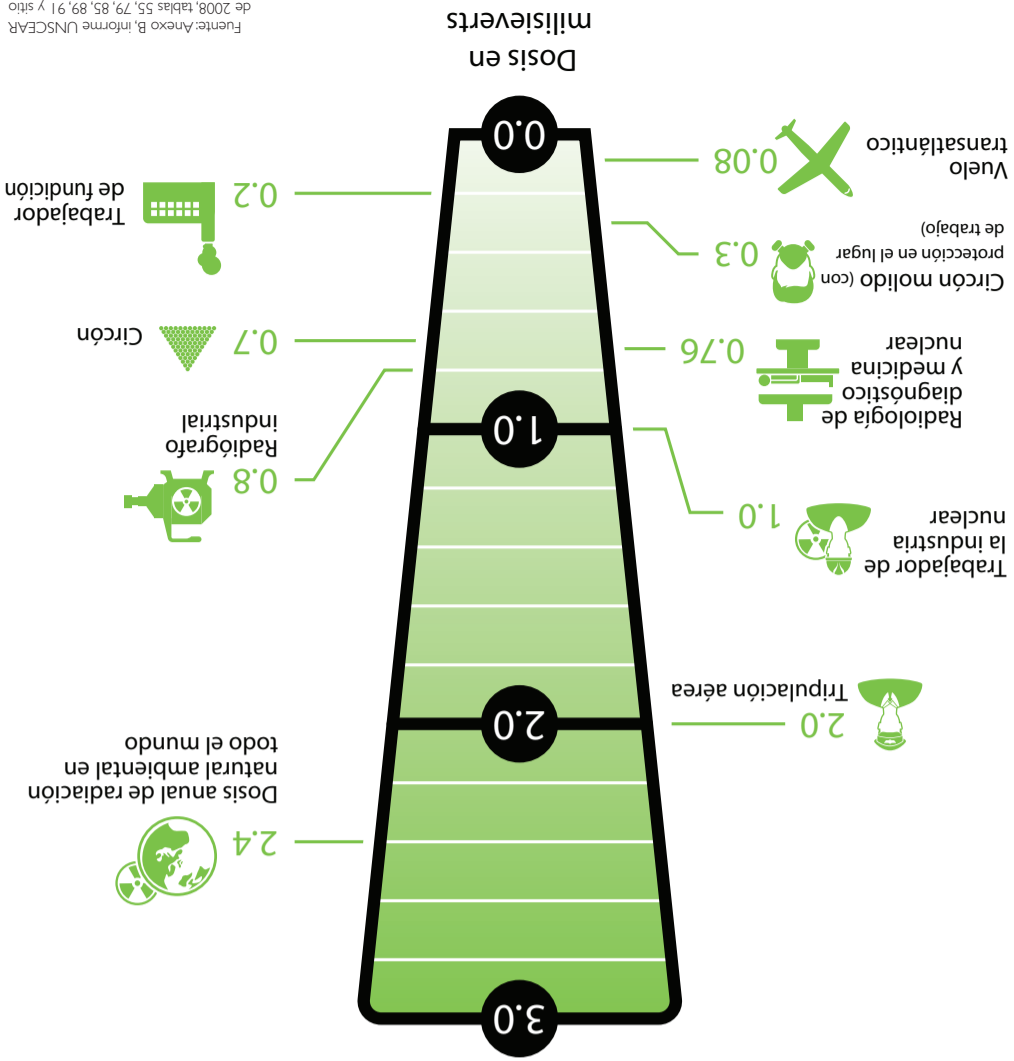 3.0
2.4
Dosis anual de radiación
natural ambiental en
todo el mundo
2.0
Tripulación aérea
2.0
Trabajador de
la industria
nuclear
1.0
0.8
Radiógrafo
industrial
1.0
Radiología de
diagnóstico
y medicina
nuclear
0.76
0.7 Circón
Circón molido (con
protección en el lugar
de trabajo)
0.3
0.2
Trabajador
de fundición
Vuelo
transatlántico
0.08
0.0
Dosis en
milisieverts
Fuente: Anexo B, informe UNSCEAR
de 2008, tablas 55, 79, 85, 89, 91 y sitio